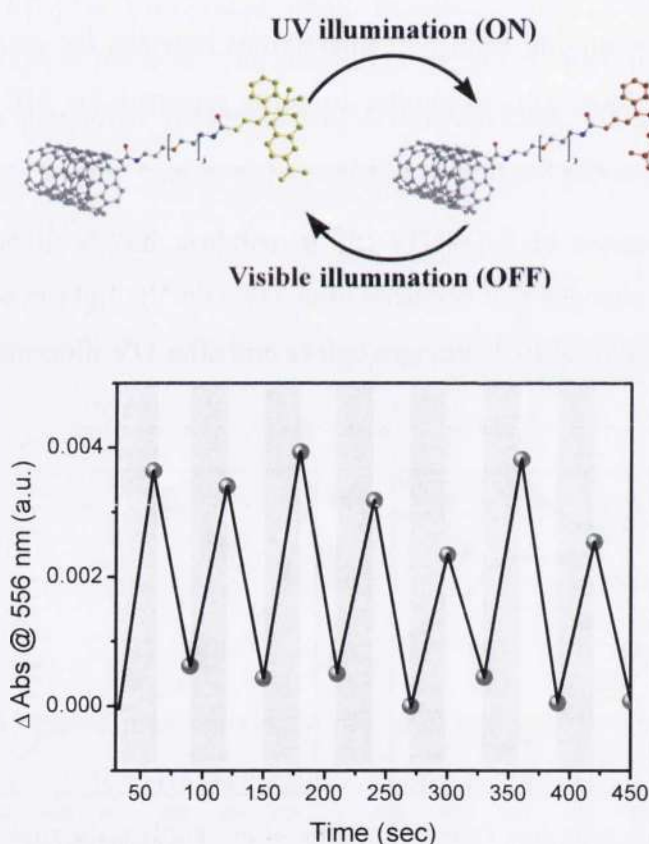 UV illumination (ON)
Visible illumination (OFF)
Δ Abs @ 556 nm (a.u.)
0.004
0.002
0.000
50 100 150 200 250 300 350 400 450
Time (sec)